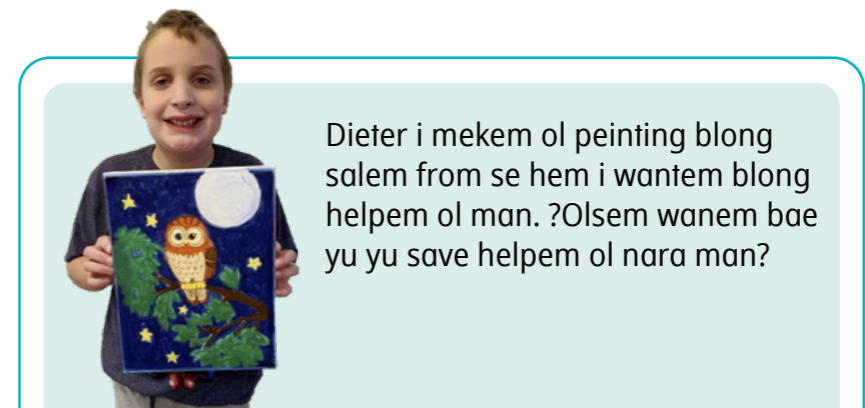 Dieter i mekem ol peinting blong
salem from se hem i wantem blong
helpem ol man. ?Olsem wanem bae
yu yu save helpem ol nara man?